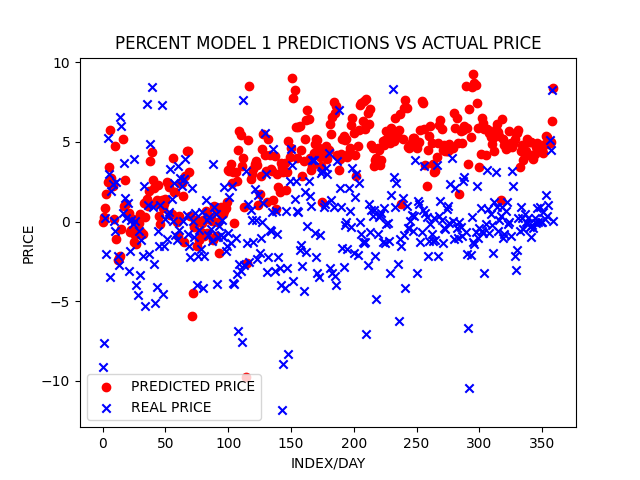 PERCENT MODEL 1 PREDICTIONS VS ACTUAL PRICE
10
5
0
−5
−10
PRICE
PREDICTED PRICE
REAL PRICE
0 50 100 150 200 250 300 350
INDEX/DAY